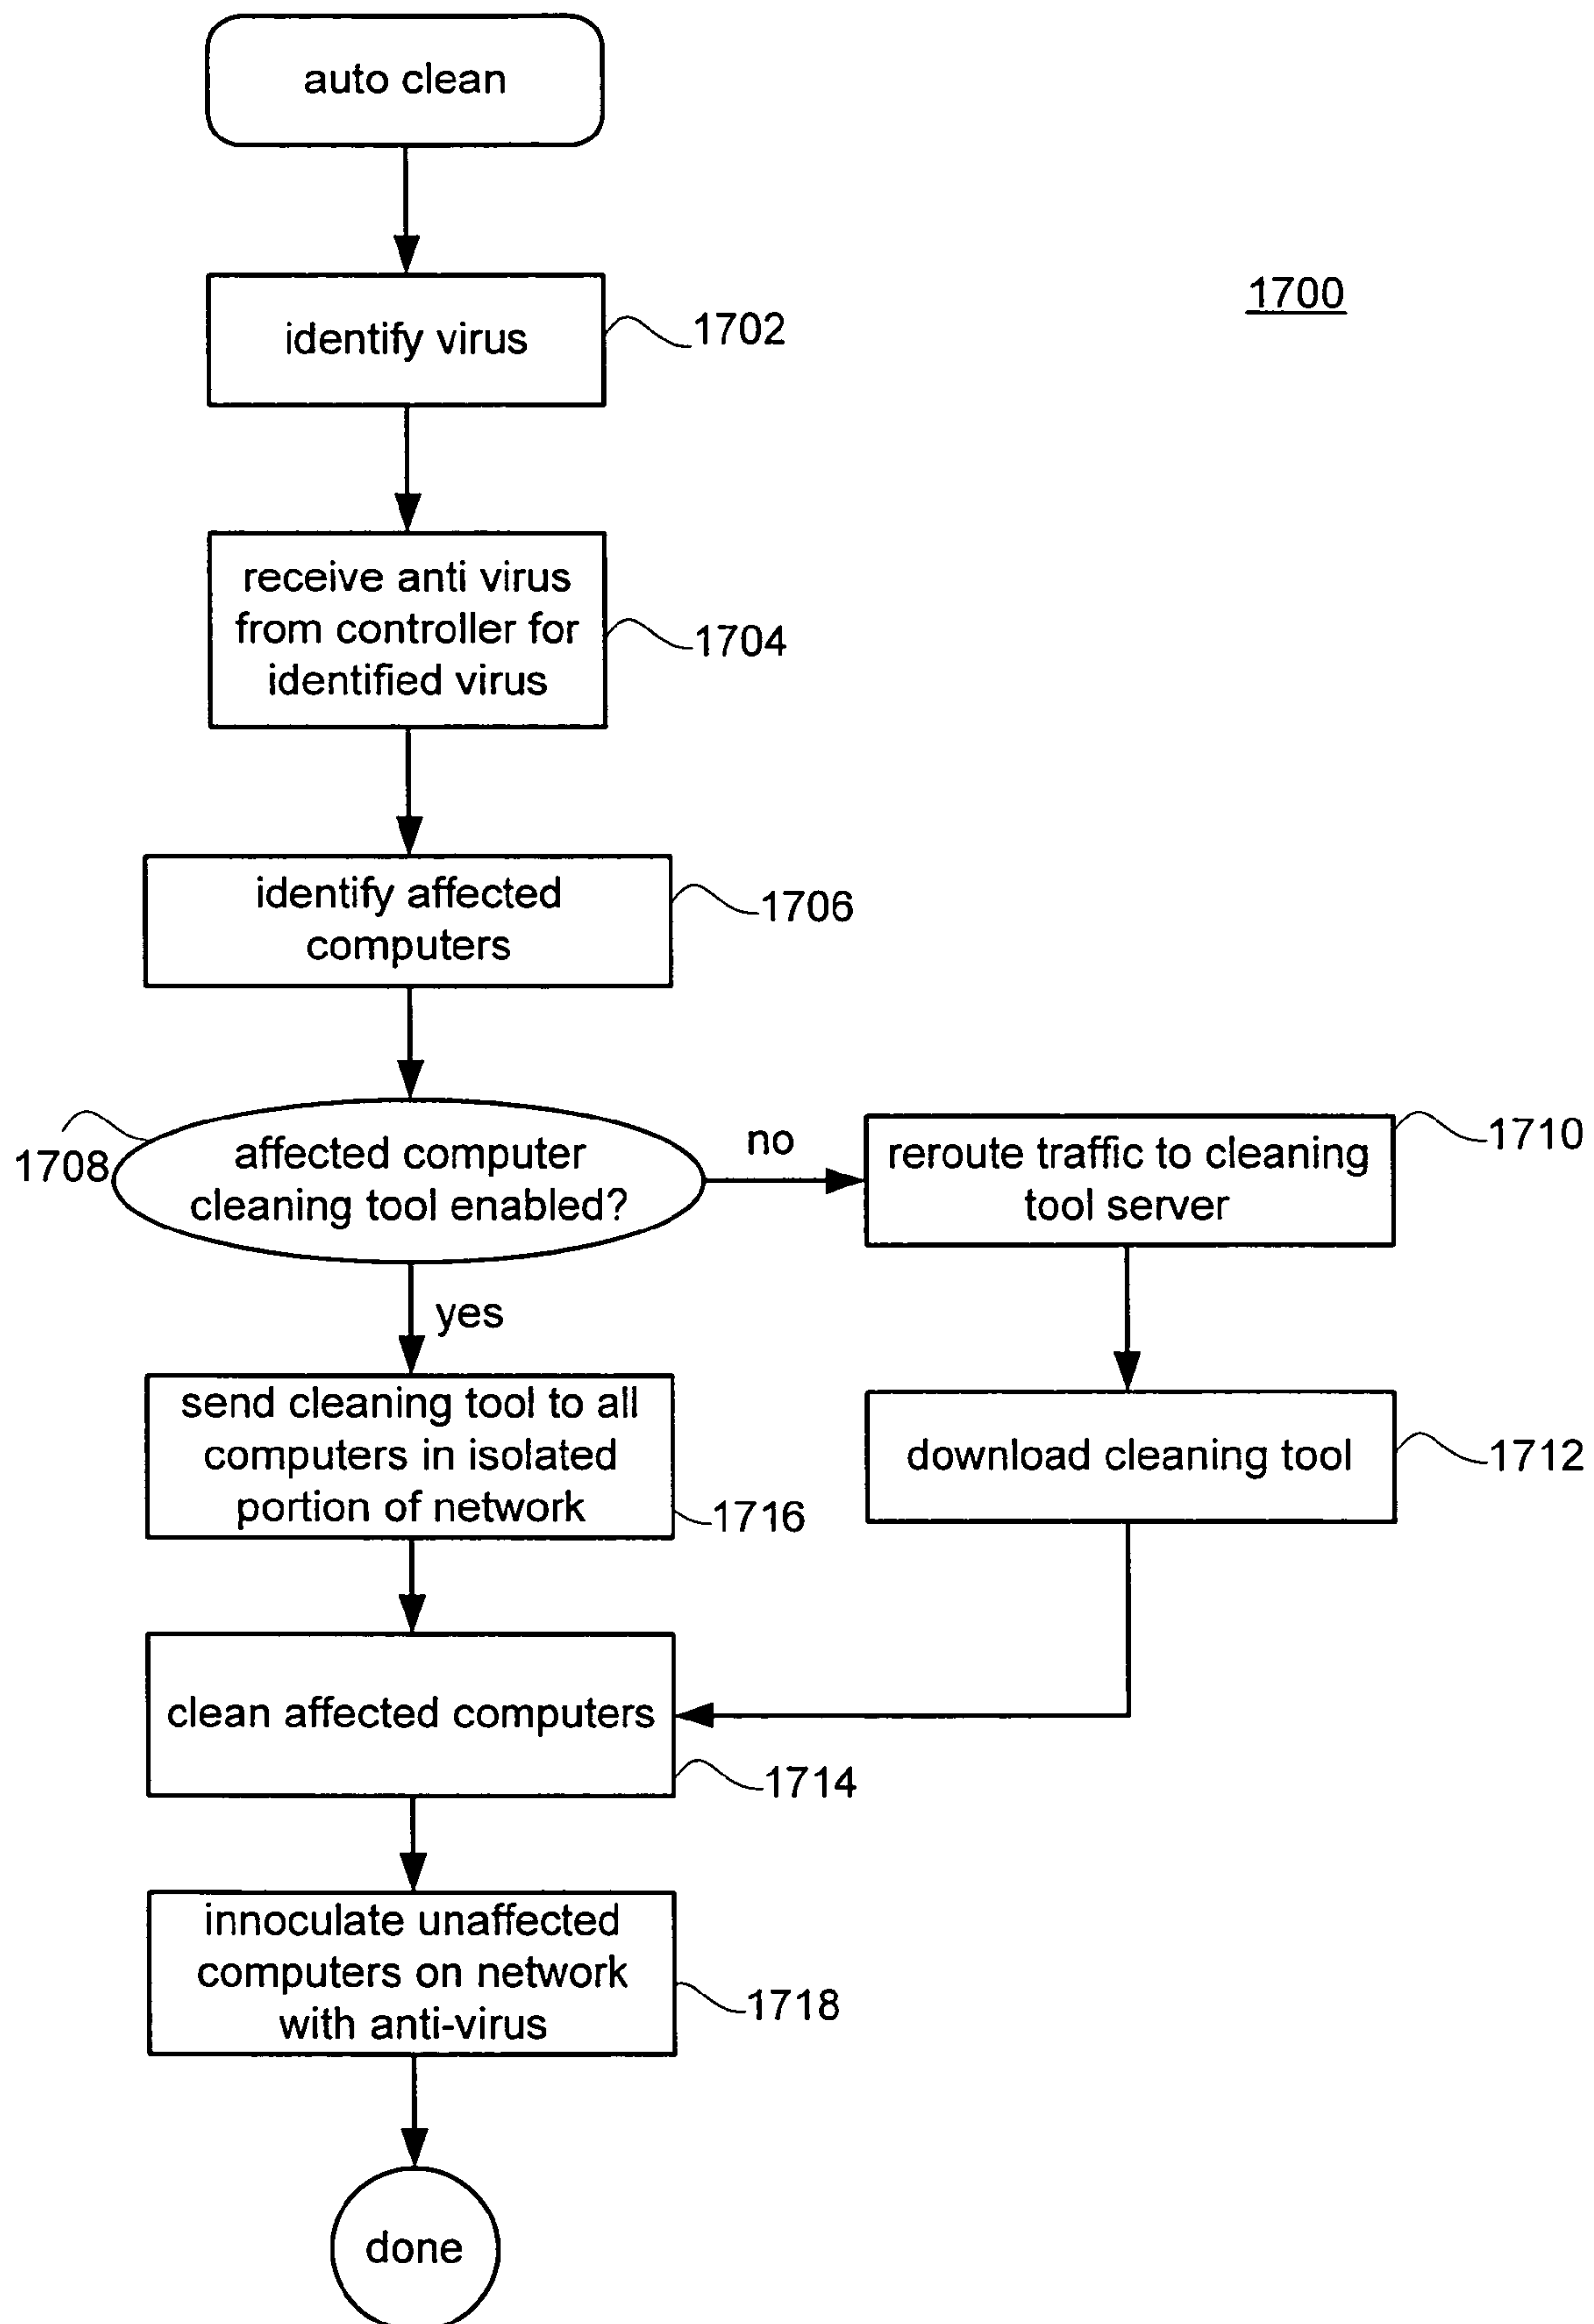 auto clean
1700
identify virus
1702
receive anti virus
from controller for
identified virus
1704
identify affected
computers
1706
1708
affected computer
cleaning tool enabled?
no
reroute traffic to cleaning
tool server
1710
yes
send cleaning tool to all
computers in isolated
portion of network
1716
download cleaning tool
1712
clean affected computers
1714
innoculate unaffected
computers on network
with anti-virus
1718
done